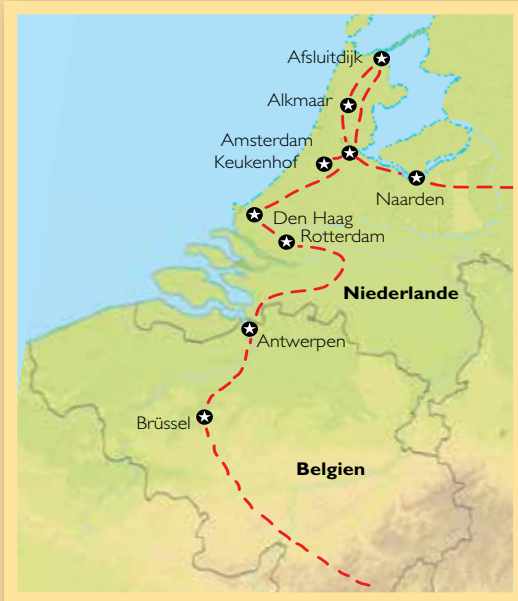 Afsluitdijk
Alkmaar
Amsterdam
Keukenhof
Naarden
Den Haag
Rotterdam
Niederlande
Antwerpen
Brüssel
Belgien